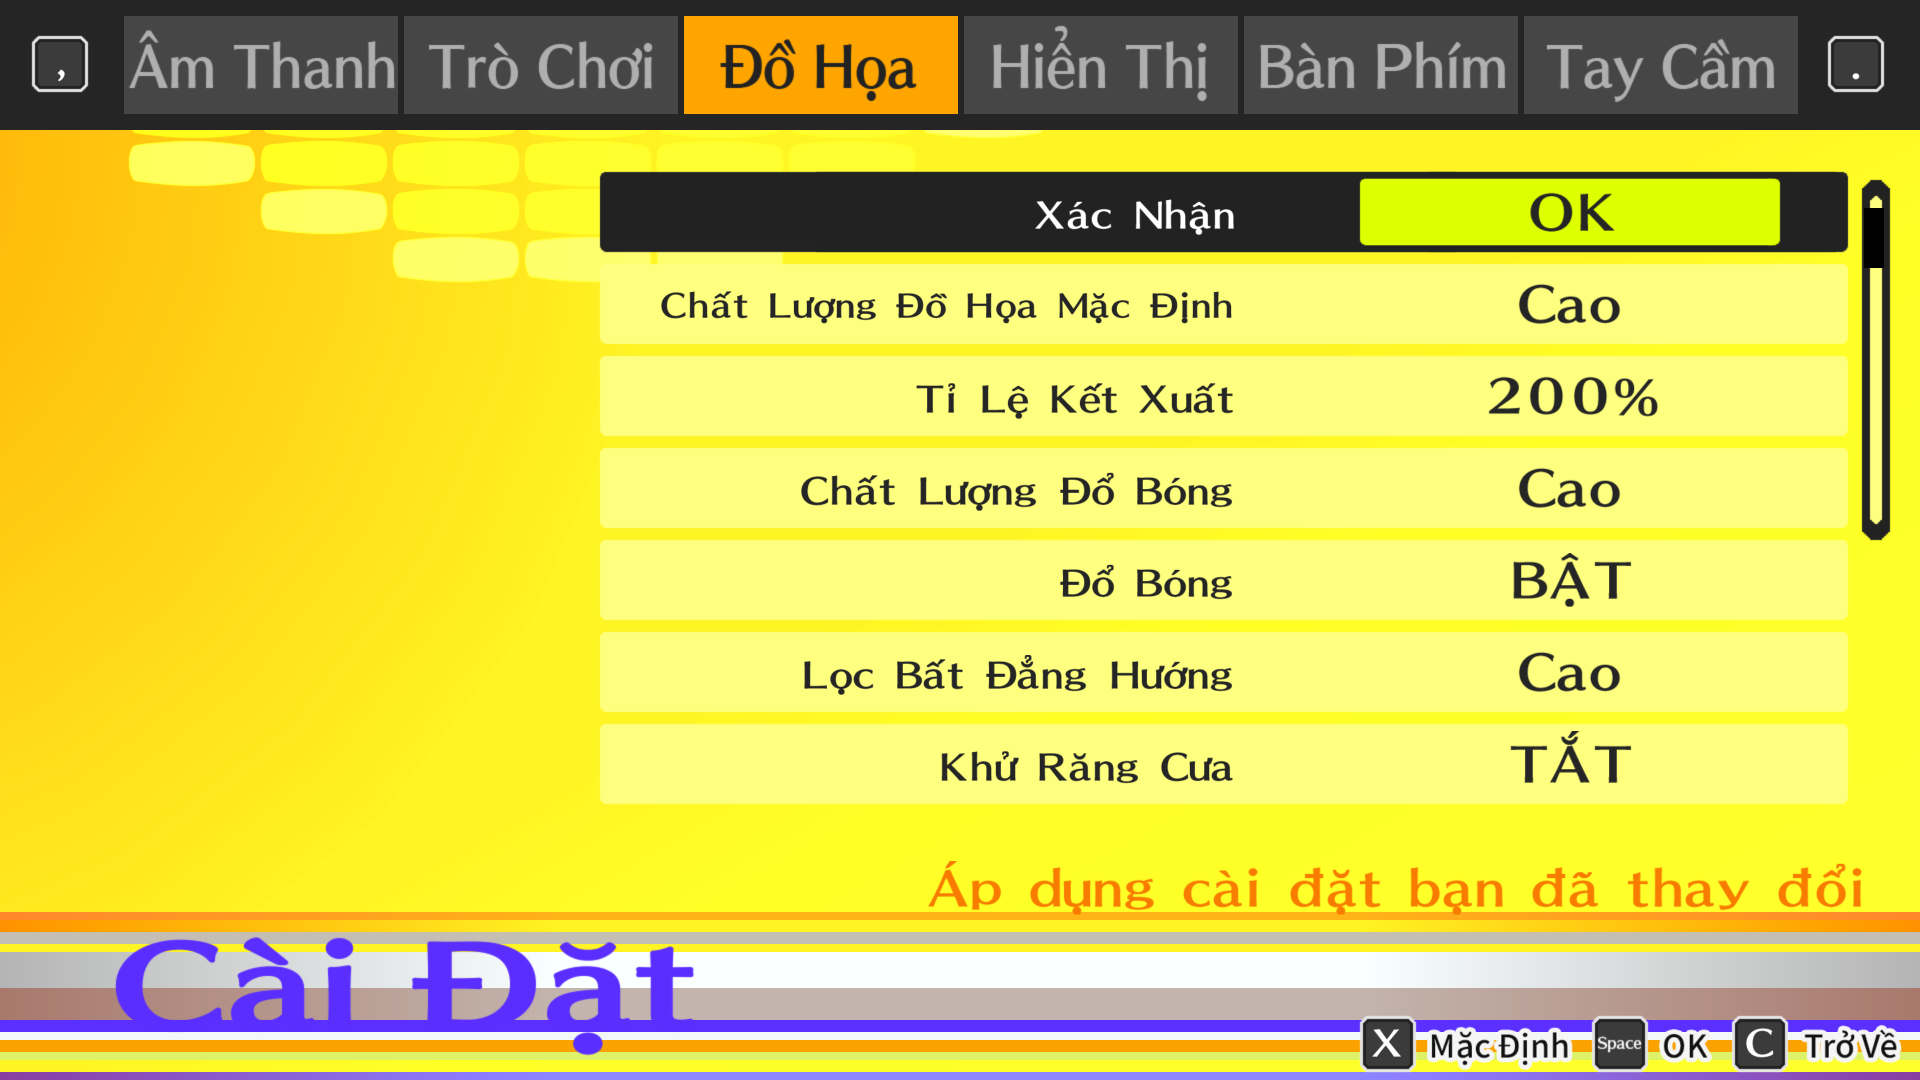 , Âm Thanh Trò Chơi Đồ Họa Hiển Thị Bàn Phím Tay Cầm .
Xác Nhận OK
Chất Lượng Đồ Họa Mặc Định Cao
Tỉ Lệ Kết Xuất 200%
Chất Lượng Đổ Bóng Cao
Đổ Bóng BẬT
Lọc Bất Đẳng Hướng Cao
Khử Răng Cưa TẮT
Áp dụng cài đặt bạn đã thay đổi
Cài Đặt
X Mặc Định Space OK C Trở Về